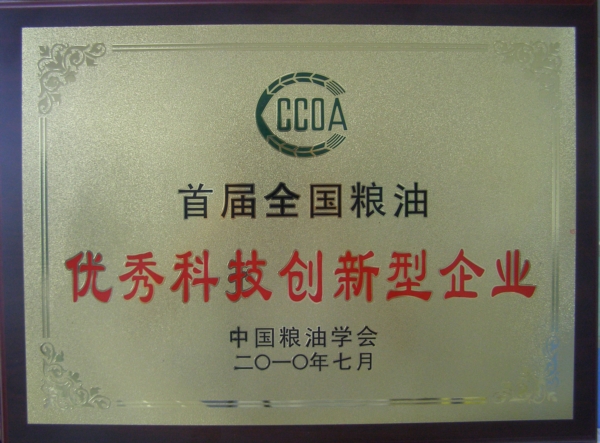 CCOA
首届全国粮油
优秀科技创新型企业
中国粮油学会
二〇一〇年七月